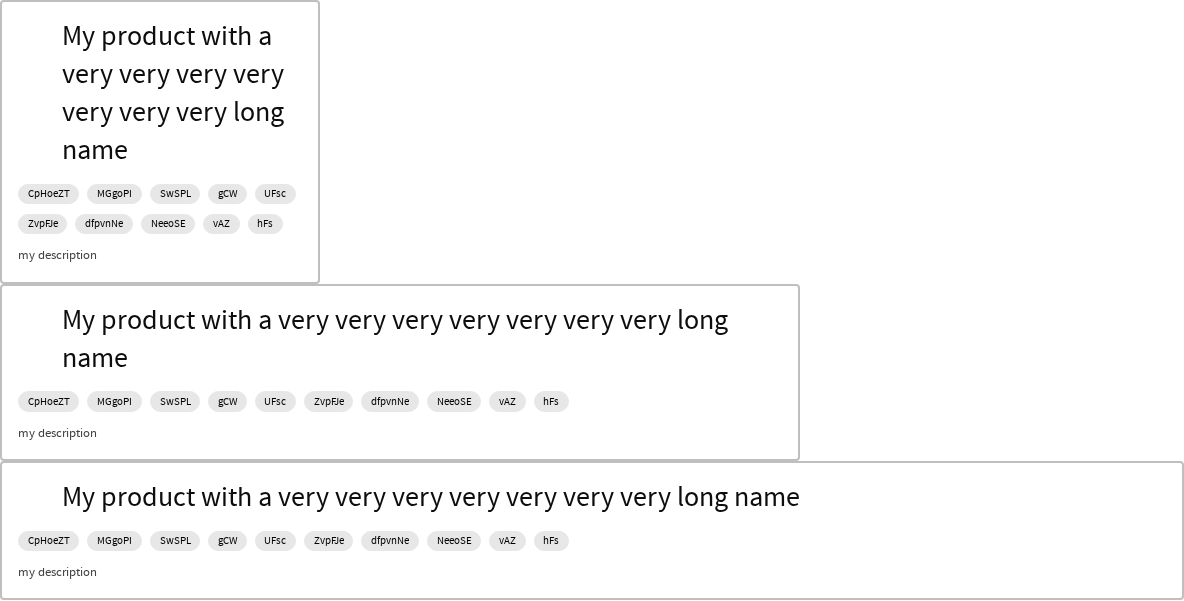 My product with a
very very very very
very very very long
name
CpHoeZT MGgoPI SwSPL gCW UFsc
ZvpFJe dfpvnNe NeeoSE vAZ hFs
my description
My product with a very very very very very very very long
name
CpHoeZT MGgoPI SwSPL gCW UFsc ZvpFJe dfpvnNe NeeoSE vAZ hFs
my description
My product with a very very very very very very very long name
CpHoeZT MGgoPI SwSPL gCW UFsc ZvpFJe dfpvnNe NeeoSE vAZ hFs
my description